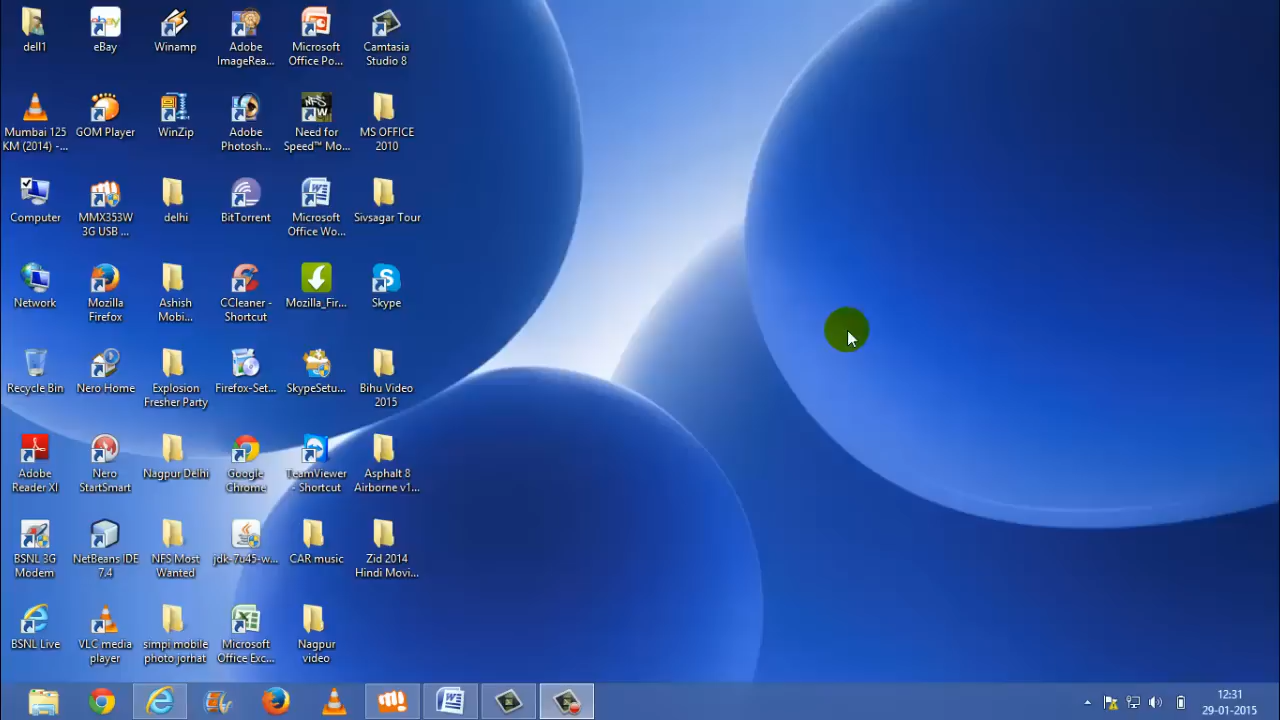 dell1
eBay
Winamp
Adobe
ImageRea...
Microsoft
Office Po...
Camtasia
Studio 8
Mumbai 125
KM (2014) -...
GOM Player
WinZip
Adobe
Photosh...
Need for
Speed™ Mo...
MS OFFICE
2010
Computer
MMX353W
3G USB ...
delhi
BitTorrent
Microsoft
Office Wo...
Sivsagar Tour
Network
Mozilla
Firefox
Ashish
Mobi...
CCleaner -
Shortcut
Mozilla_Fir...
Skype
Recycle Bin
Nero Home
Explosion
Fresher Party
Firefox-Set...
SkypeSetu...
Bihu Video
2015
Adobe
Reader XI
Nero
StartSmart
Nagpur Delhi
Google
Chrome
TeamViewer
- Shortcut
Asphalt 8
Airborne v1...
BSNL 3G
Modem
NetBeans IDE
7.4
NFS Most
Wanted
jdk-7u45-w...
CAR music
Zid 2014
Hindi Movi...
BSNL Live
VLC media
player
simpi mobile
photo jorhat
Microsoft
Office Exc...
Nagpur
video
12:31
29-01-2015